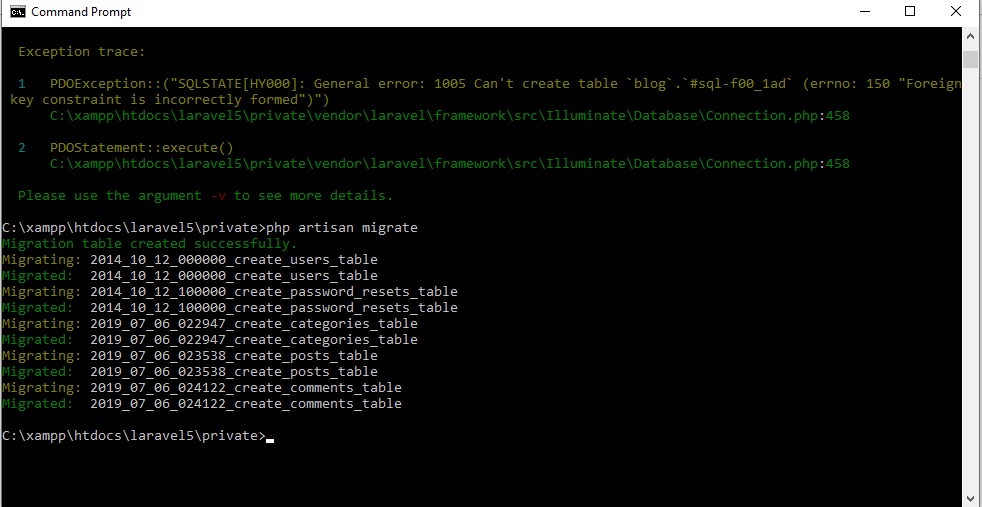 Command Prompt
Exception trace:
1 PDOException::("SQLSTATE[HY000]: General error: 1005 Can't create table `blog`.`#sql-f00_1ad` (errno: 150 "Foreign
key constraint is incorrectly formed")")
C:\xampp\htdocs\laravel5\private\vendor\laravel\framework\src\Illuminate\Database\Connection.php:458
2 PDOStatement::execute()
C:\xampp\htdocs\laravel5\private\vendor\laravel\framework\src\Illuminate\Database\Connection.php:458
Please use the argument -v to see more details.
C:\xampp\htdocs\laravel5\private>php artisan migrate
Migration table created successfully.
Migrating: 2014_10_12_000000_create_users_table
Migrated: 2014_10_12_000000_create_users_table
Migrating: 2014_10_12_100000_create_password_resets_table
Migrated: 2014_10_12_100000_create_password_resets_table
Migrating: 2019_07_06_022947_create_categories_table
Migrated: 2019_07_06_022947_create_categories_table
Migrating: 2019_07_06_023538_create_posts_table
Migrated: 2019_07_06_023538_create_posts_table
Migrating: 2019_07_06_024122_create_comments_table
Migrated: 2019_07_06_024122_create_comments_table
C:\xampp\htdocs\laravel5\private>